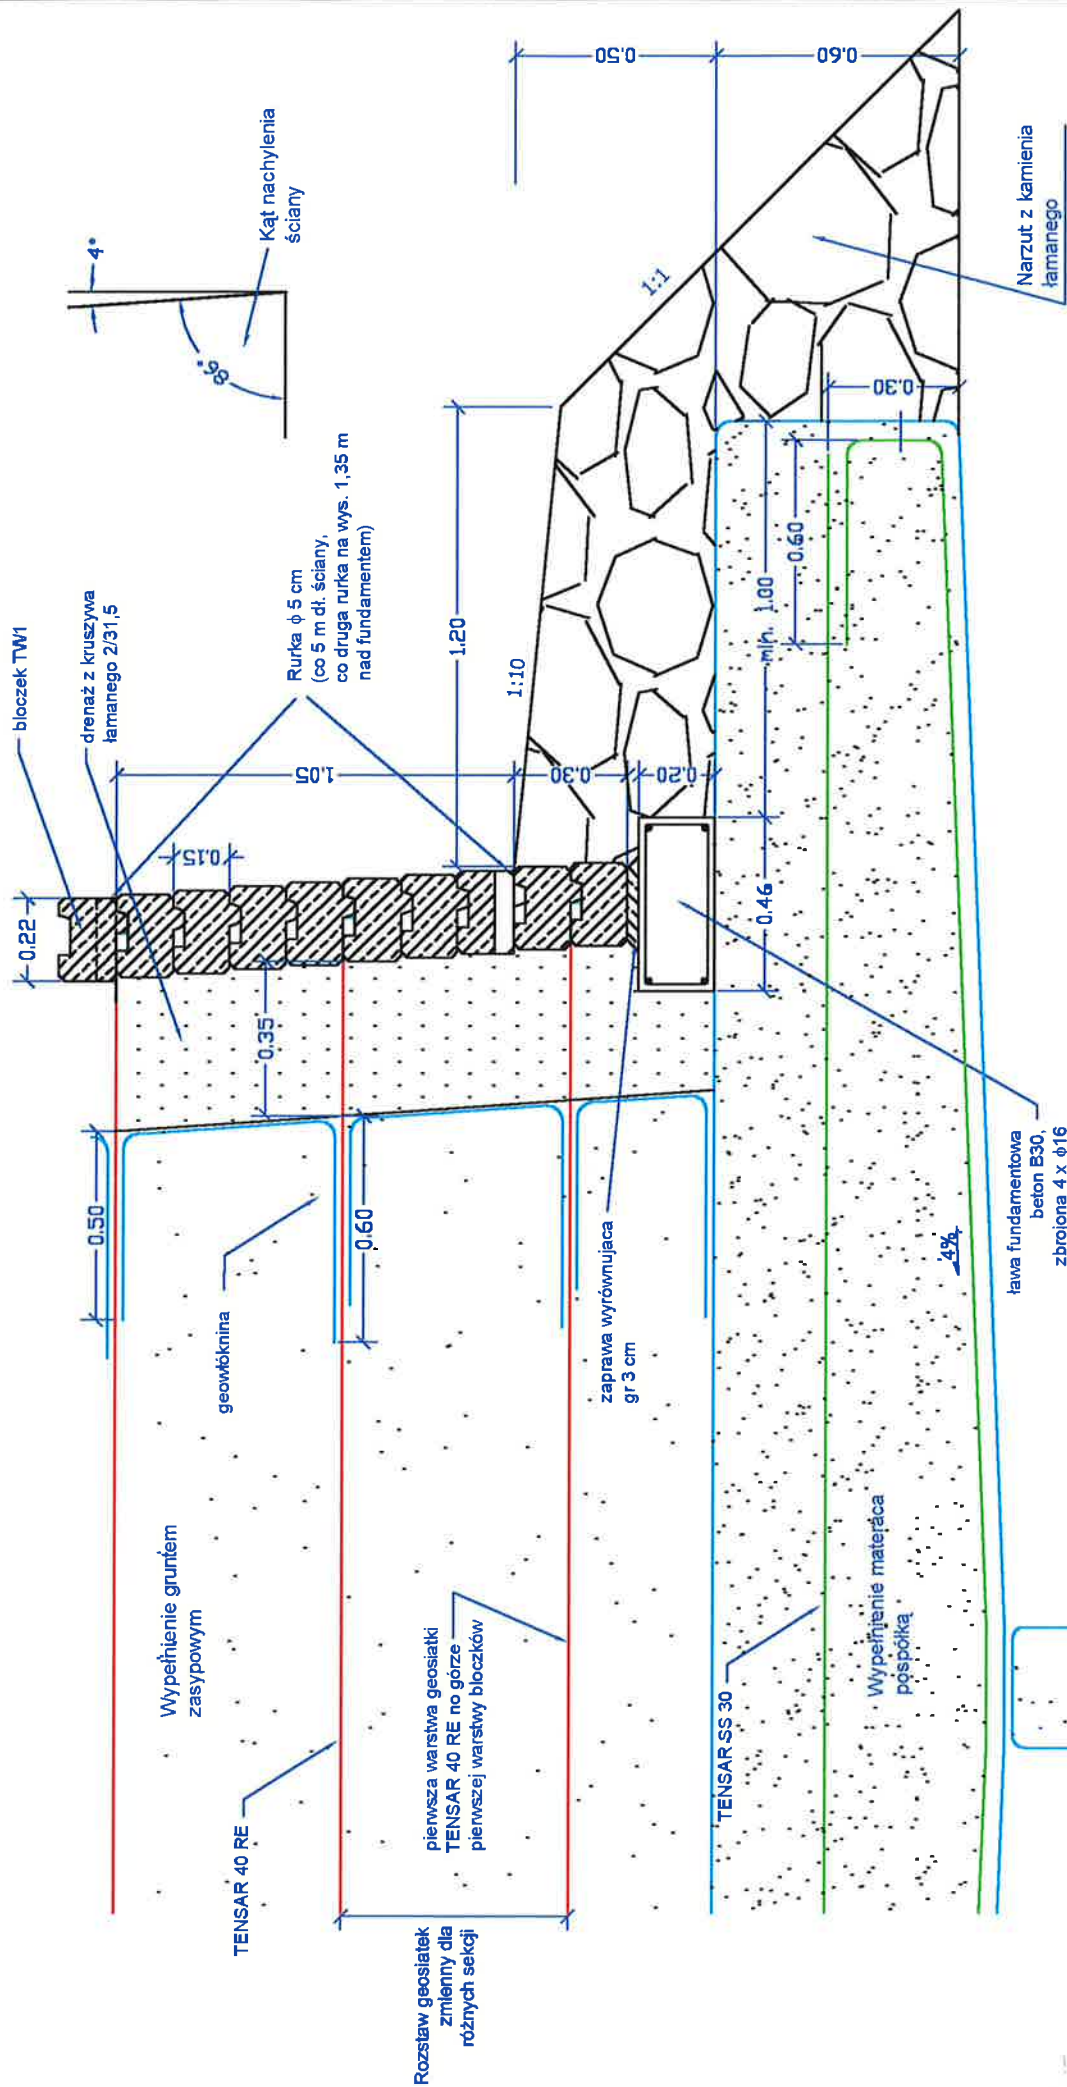 bloczek TW1
drenaż z kruszywa
łamanego 2/31,5
0.22
0.15
1.05
0.30
0.20
0.35
0.50
0.60
geowłóknina
Rurka ϕ 5 cm
(co 5 m dł. ściany,
co druga rurka na wys. 1,35 m
nad fundamentem)
4°
86°
Kąt nachylenia
ściany
1.20
1:10
1:1
0.50
0.60
0.30
min. 1.00
0.60
0.46
Narzut z kamienia
łamanego
zaprawa wyrównujaca
gr 3 cm
ława fundamentowa
beton B30,
zbrojona 4 x ϕ16
4%
Wypełnienie gruntem
zasypowym
TENSAR 40 RE
pierwsza warstwa geosiatki
TENSAR 40 RE no górze
pierwszej warstwy bloczków
Rozstaw geosiatek
zmienny dla
różnych sekcji
TENSAR SS 30
Wypełnienie materaca
pospółką